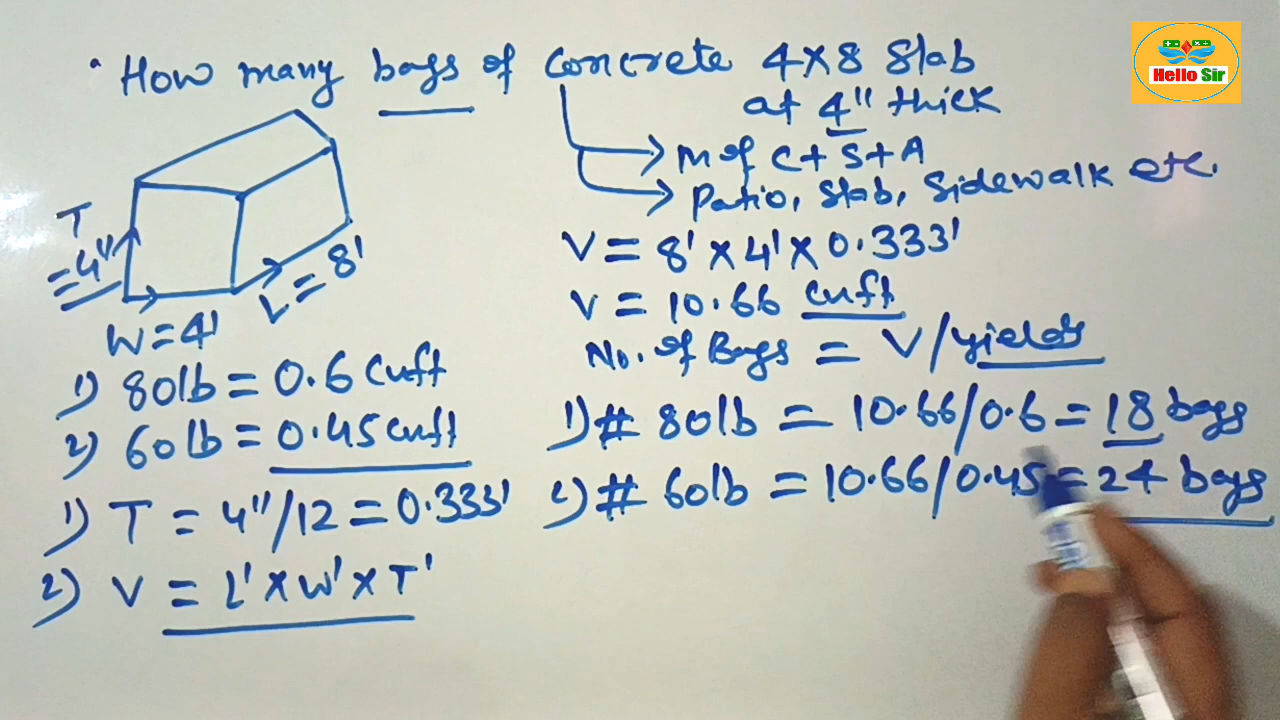 • How many bags of concrete 4X8 Slab
at 4" thick
M of C + S + A
Patio, Slab, Sidewalk etc.
T
= 4"
W = 4'
L = 8'
1) 80lb = 0.6 cuft
2) 60lb = 0.45 cuft
1) T = 4"/12 = 0.333'
2) V = L' X W' X T'
V = 8' X 4' X 0.333'
V = 10.66 cuft
No. of Bags = V/yields
1) # 80lb = 10.66/0.6 = 18 bags
2) # 60lb = 10.66/0.45 = 24 bags
Hello Sir